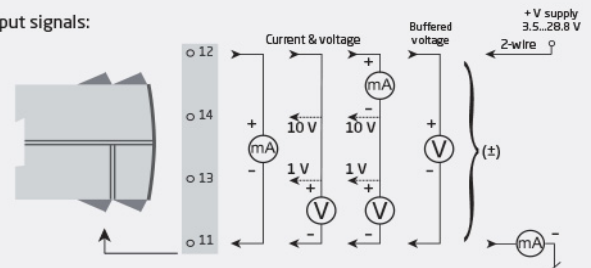 put signals:
+ V supply
3.5...28.8 V
2-wire
Current & voltage
Buffered
voltage
12
+
mA
-
14
10 V
10 V
+
mA
-
+
V
-
(±)
13
1 V
1 V
+
V
-
+
V
-
11
mA
-